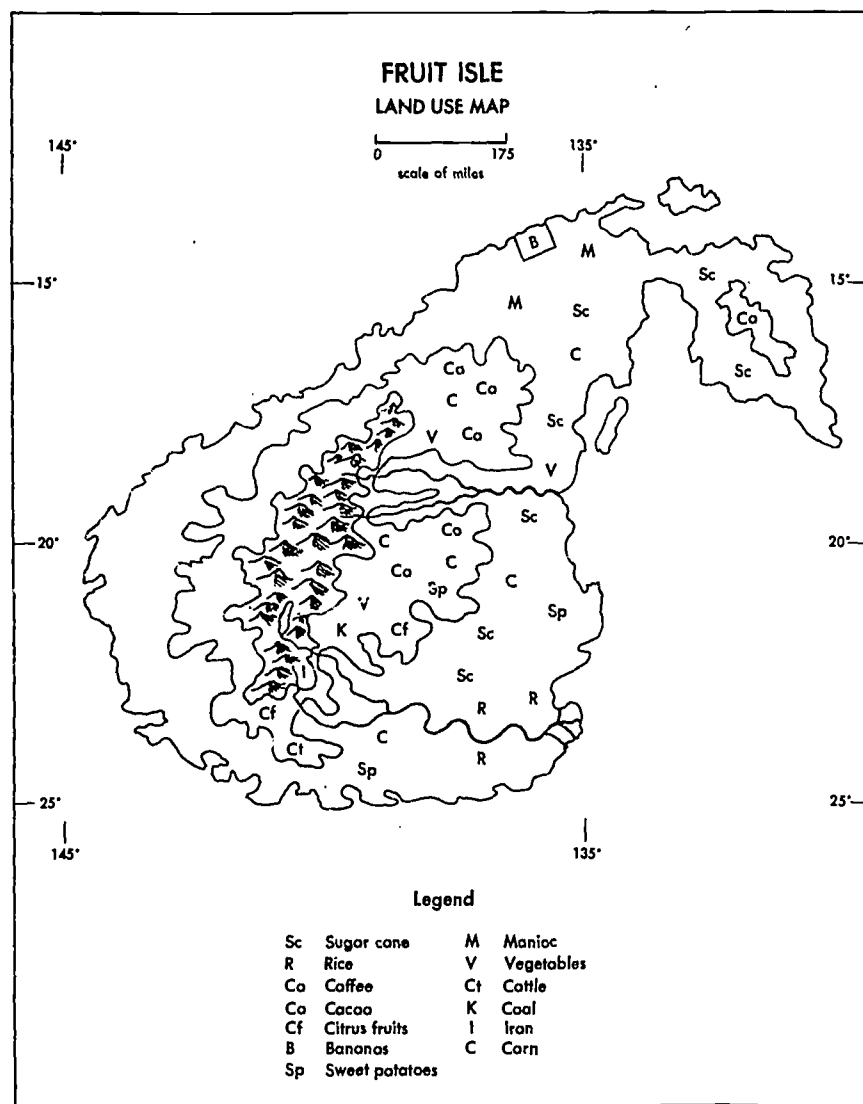 FRUIT ISLE
LAND USE MAP
0 175
scale of miles
145° 135°
B M
15° Sc 15°
M Sc Ca
C Sc
Ca
C Ca
V Ca Sc
G V
Sc
20° C Co 20°
Ca C C
V Sp Sp
K Cf Sc
I Sc
Cf R R
Ct C R
Sp
25° 25°
145° 135°
Legend
Sc Sugar cane M Manioc
R Rice V Vegetables
Co Coffee Ct Cattle
Ca Cacao K Coal
Cf Citrus fruits I Iron
B Bananas C Corn
Sp Sweet potatoes